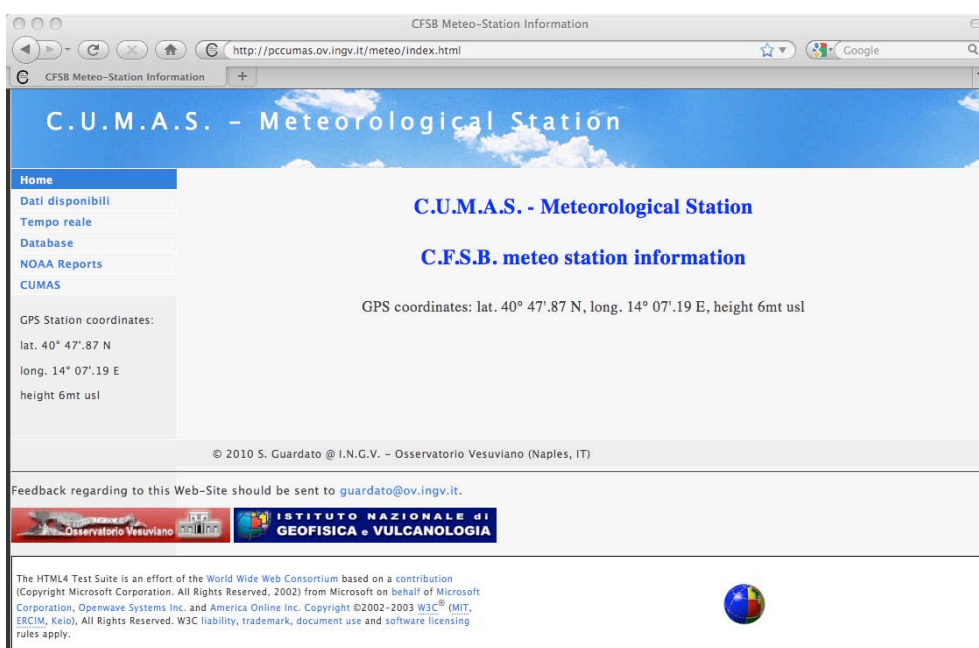 CFSB Meteo-Station Information
http://pccumas.ov.ingv.it/meteo/index.html
Google
CFSB Meteo-Station Information +
C.U.M.A.S. – Meteorological Station
Home
Dati disponibili
Tempo reale
Database
NOAA Reports
CUMAS
GPS Station coordinates:
lat. 40° 47'.87 N
long. 14° 07'.19 E
height 6mt usl
C.U.M.A.S. - Meteorological Station
C.F.S.B. meteo station information
GPS coordinates: lat. 40° 47'.87 N, long. 14° 07'.19 E, height 6mt usl
© 2010 S. Guardato @ I.N.G.V. – Osservatorio Vesuviano (Naples, IT)
Feedback regarding to this Web-Site should be sent to guardato@ov.ingv.it.
Osservatorio Vesuviano
ISTITUTO NAZIONALE di
GEOFISICA e VULCANOLOGIA
The HTML4 Test Suite is an effort of the World Wide Web Consortium based on a contribution
(Copyright Microsoft Corporation. All Rights Reserved, 2002) from Microsoft on behalf of Microsoft
Corporation, Openwave Systems Inc. and America Online Inc. Copyright ©2002-2003 W3C® (MIT,
ERCIM, Keio), All Rights Reserved. W3C liability, trademark, document use and software licensing
rules apply.